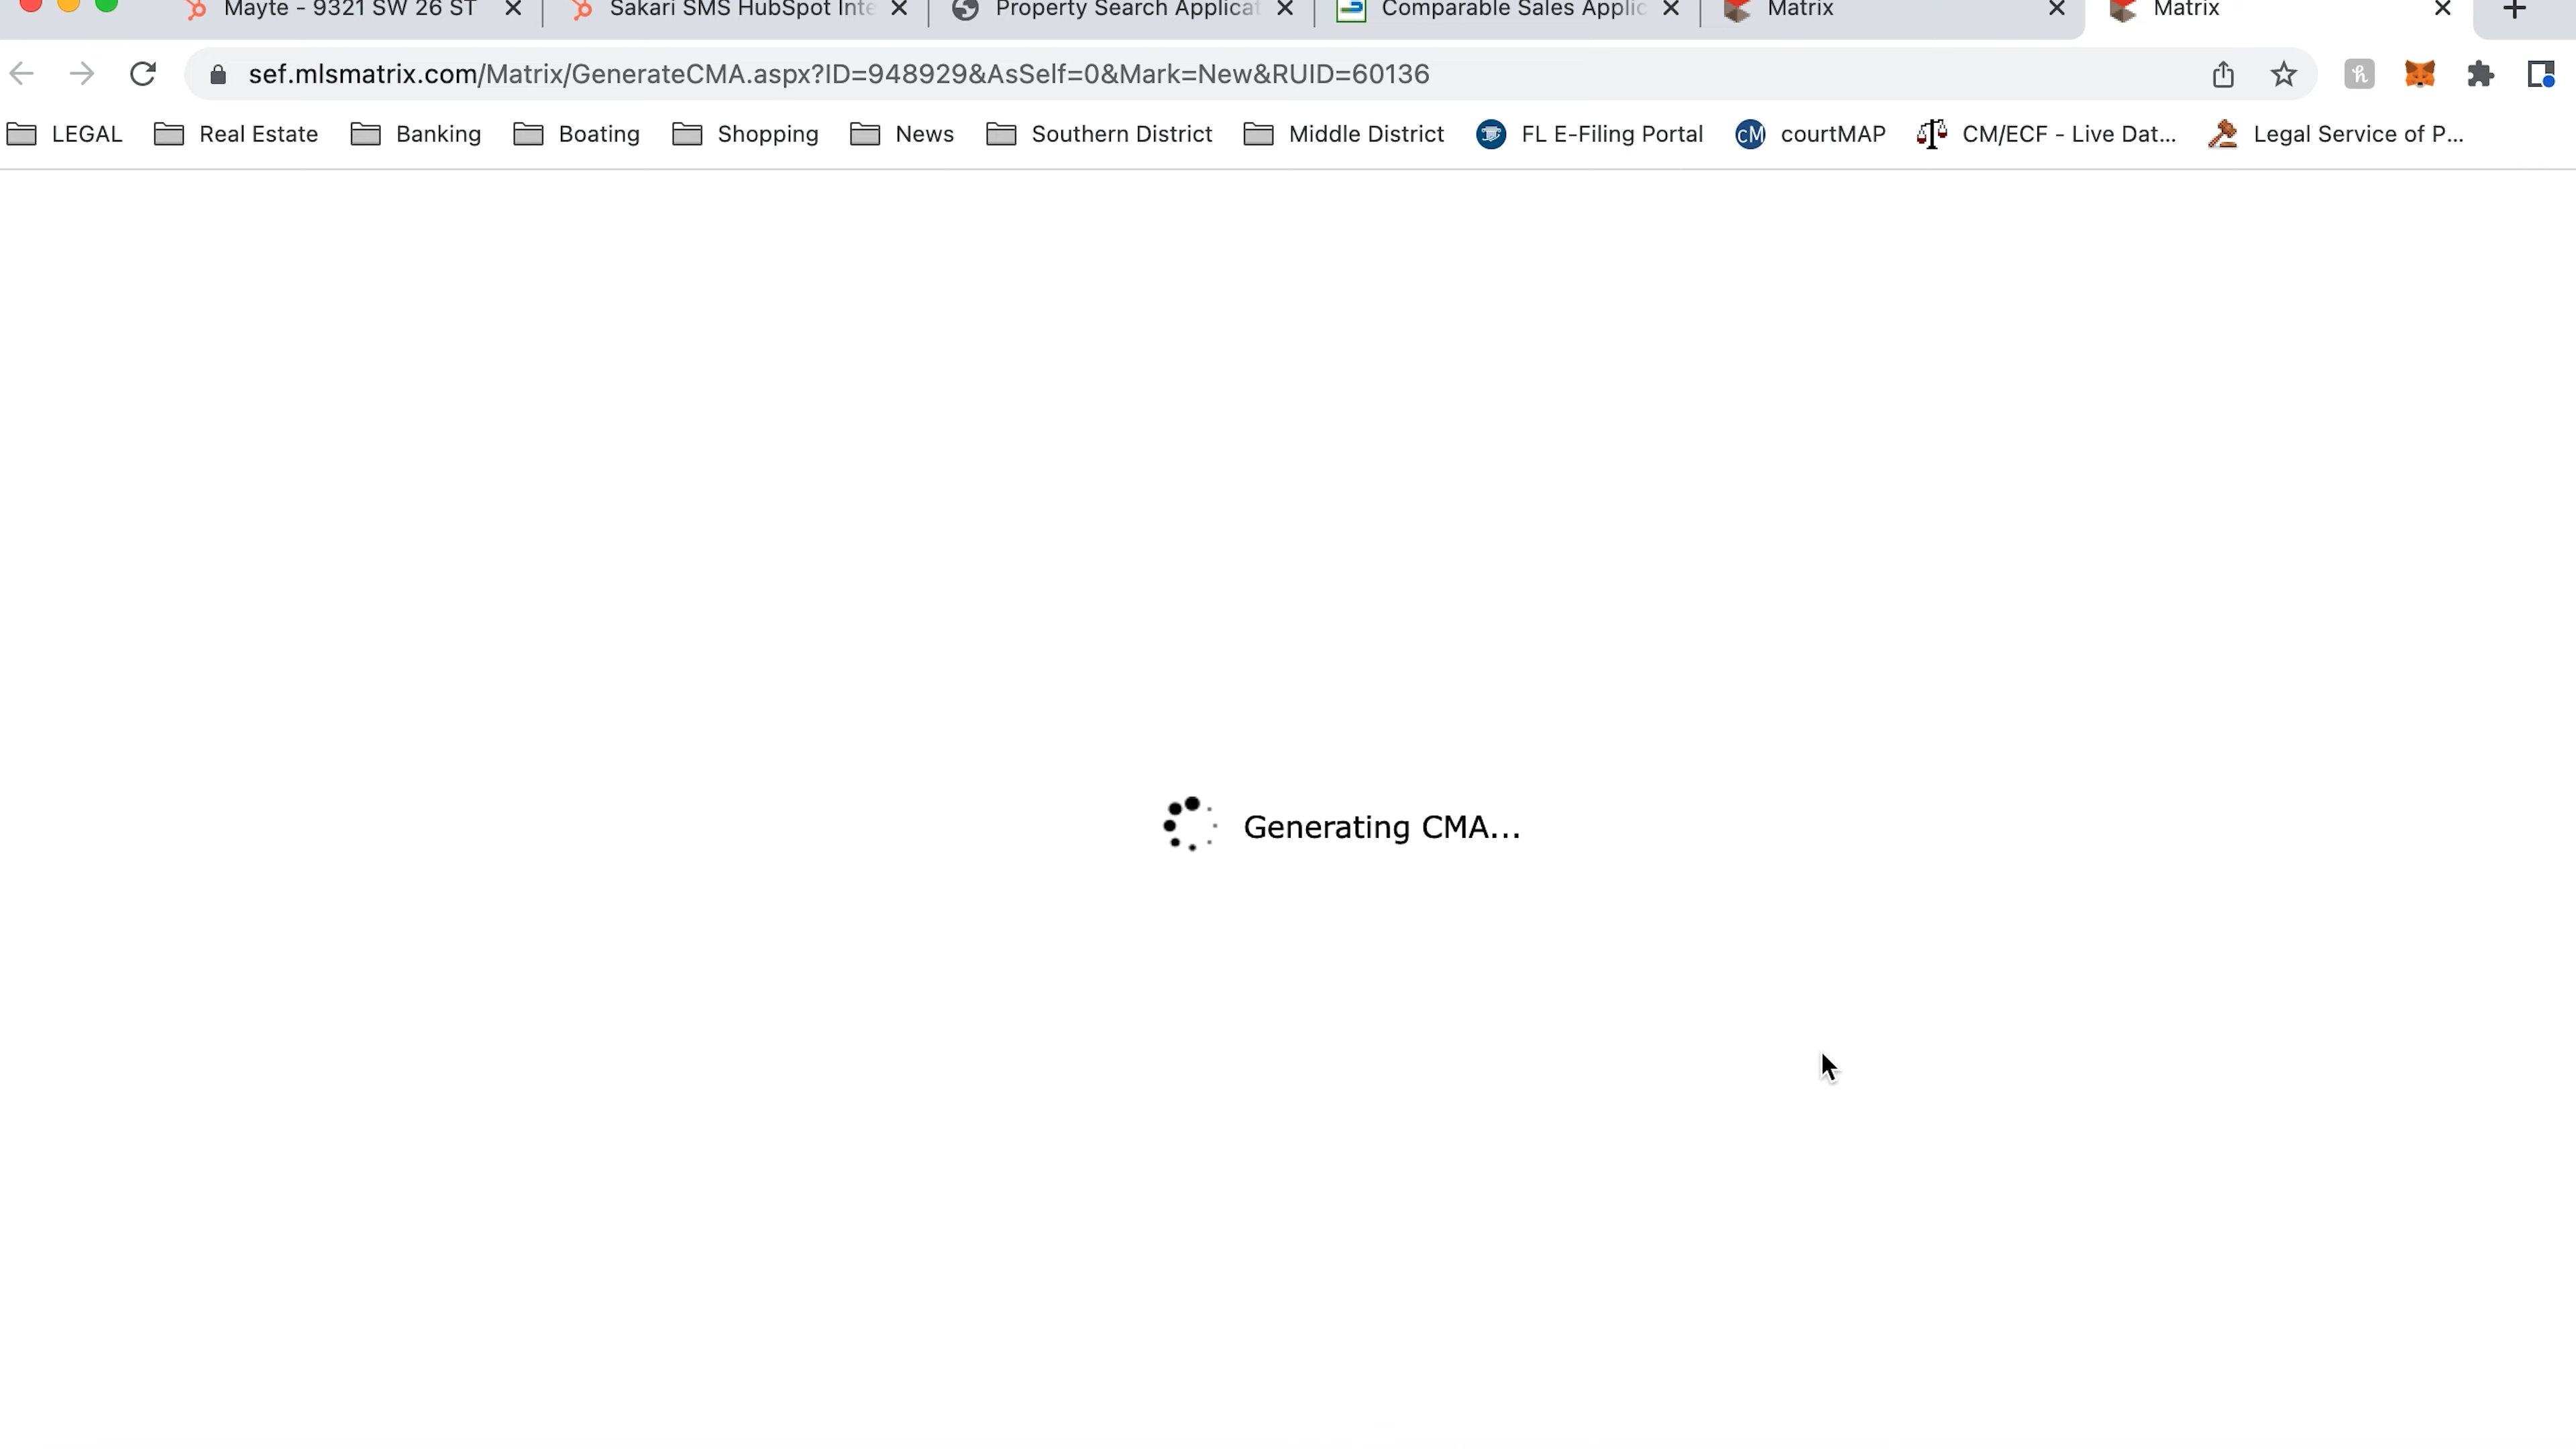 Mayte - 9321 SW 26 ST
Sakari SMS HubSpot Inte
Property Search Applicat
Comparable Sales Applic
Matrix
Matrix
sef.mlsmatrix.com/Matrix/GenerateCMA.aspx?ID=948929&AsSelf=0&Mark=New&RUID=60136
LEGAL Real Estate Banking Boating Shopping News Southern District Middle District FL E-Filing Portal cM courtMAP CM/ECF - Live Dat... Legal Service of P...
Generating CMA...